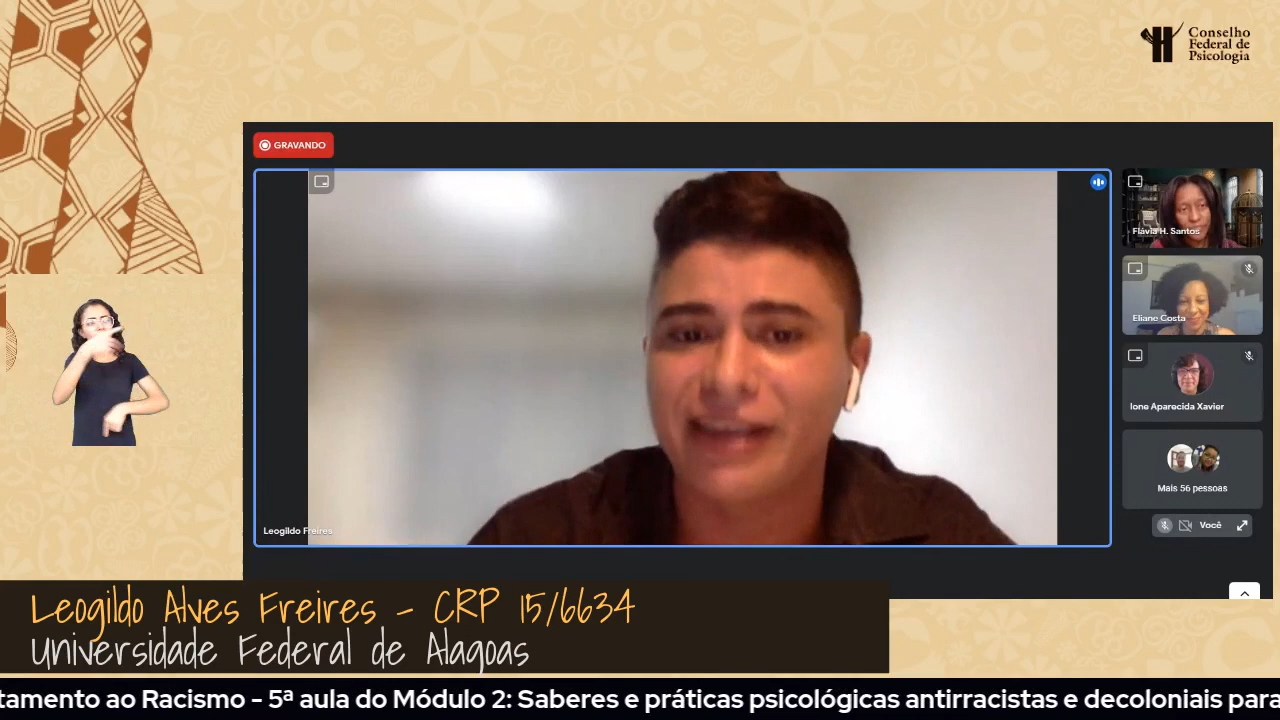 Conselho
Federal de
Psicologia
GRAVANDO
Flávia H. Santos
Eliane Costa
Ione Aparecida Xavier
Mais 56 pessoas
Você
Leogildo Freires
Leogildo Alves Freires - CRP 15/6634
Universidade Federal de Alagoas
tamento ao Racismo - 5ª aula do Módulo 2: Saberes e práticas psicológicas antirracistas e decoloniais para